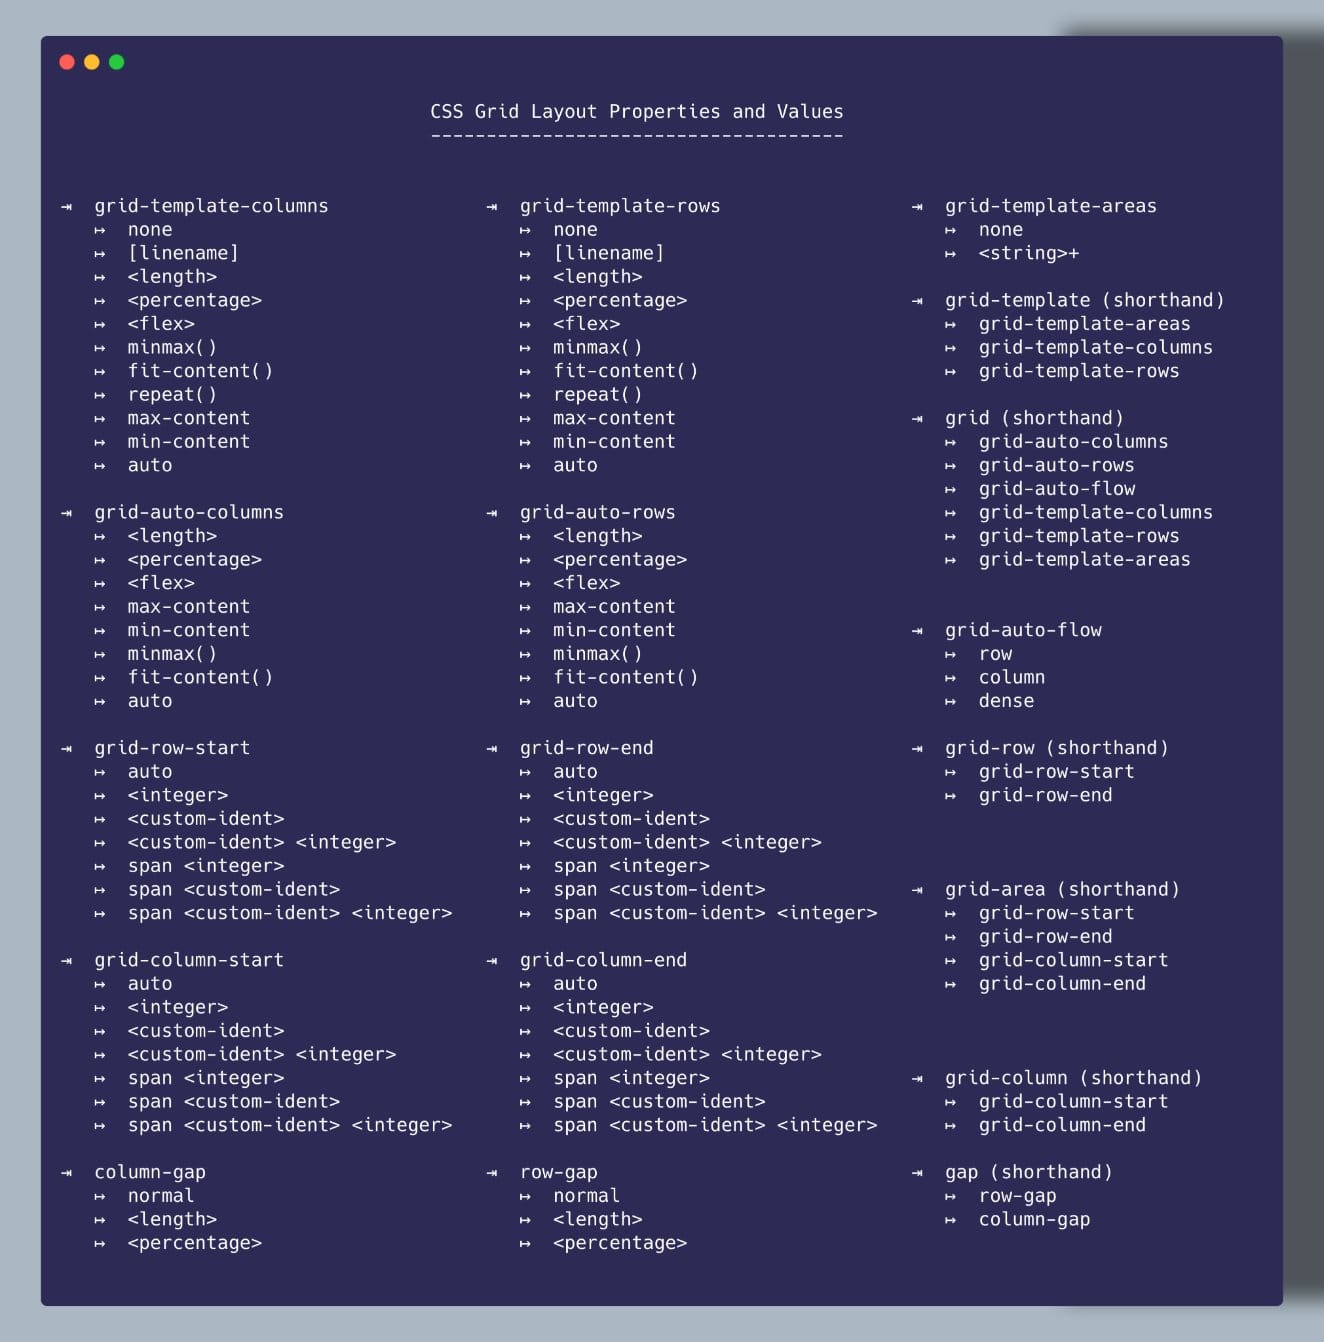 CSS Grid Layout Properties and Values
-------------------------------------
⇥ grid-template-columns
↦ none
↦ [linename]
↦ <length>
↦ <percentage>
↦ <flex>
↦ minmax()
↦ fit-content()
↦ repeat()
↦ max-content
↦ min-content
↦ auto
⇥ grid-auto-columns
↦ <length>
↦ <percentage>
↦ <flex>
↦ max-content
↦ min-content
↦ minmax()
↦ fit-content()
↦ auto
⇥ grid-row-start
↦ auto
↦ <integer>
↦ <custom-ident>
↦ <custom-ident> <integer>
↦ span <integer>
↦ span <custom-ident>
↦ span <custom-ident> <integer>
⇥ grid-column-start
↦ auto
↦ <integer>
↦ <custom-ident>
↦ <custom-ident> <integer>
↦ span <integer>
↦ span <custom-ident>
↦ span <custom-ident> <integer>
⇥ column-gap
↦ normal
↦ <length>
↦ <percentage>
⇥ grid-template-rows
↦ none
↦ [linename]
↦ <length>
↦ <percentage>
↦ <flex>
↦ minmax()
↦ fit-content()
↦ repeat()
↦ max-content
↦ min-content
↦ auto
⇥ grid-auto-rows
↦ <length>
↦ <percentage>
↦ <flex>
↦ max-content
↦ min-content
↦ minmax()
↦ fit-content()
↦ auto
⇥ grid-row-end
↦ auto
↦ <integer>
↦ <custom-ident>
↦ <custom-ident> <integer>
↦ span <integer>
↦ span <custom-ident>
↦ span <custom-ident> <integer>
⇥ grid-column-end
↦ auto
↦ <integer>
↦ <custom-ident>
↦ <custom-ident> <integer>
↦ span <integer>
↦ span <custom-ident>
↦ span <custom-ident> <integer>
⇥ row-gap
↦ normal
↦ <length>
↦ <percentage>
⇥ grid-template-areas
↦ none
↦ <string>+
⇥ grid-template (shorthand)
↦ grid-template-areas
↦ grid-template-columns
↦ grid-template-rows
⇥ grid (shorthand)
↦ grid-auto-columns
↦ grid-auto-rows
↦ grid-auto-flow
↦ grid-template-columns
↦ grid-template-rows
↦ grid-template-areas
⇥ grid-auto-flow
↦ row
↦ column
↦ dense
⇥ grid-row (shorthand)
↦ grid-row-start
↦ grid-row-end
⇥ grid-area (shorthand)
↦ grid-row-start
↦ grid-row-end
↦ grid-column-start
↦ grid-column-end
⇥ grid-column (shorthand)
↦ grid-column-start
↦ grid-column-end
⇥ gap (shorthand)
↦ row-gap
↦ column-gap